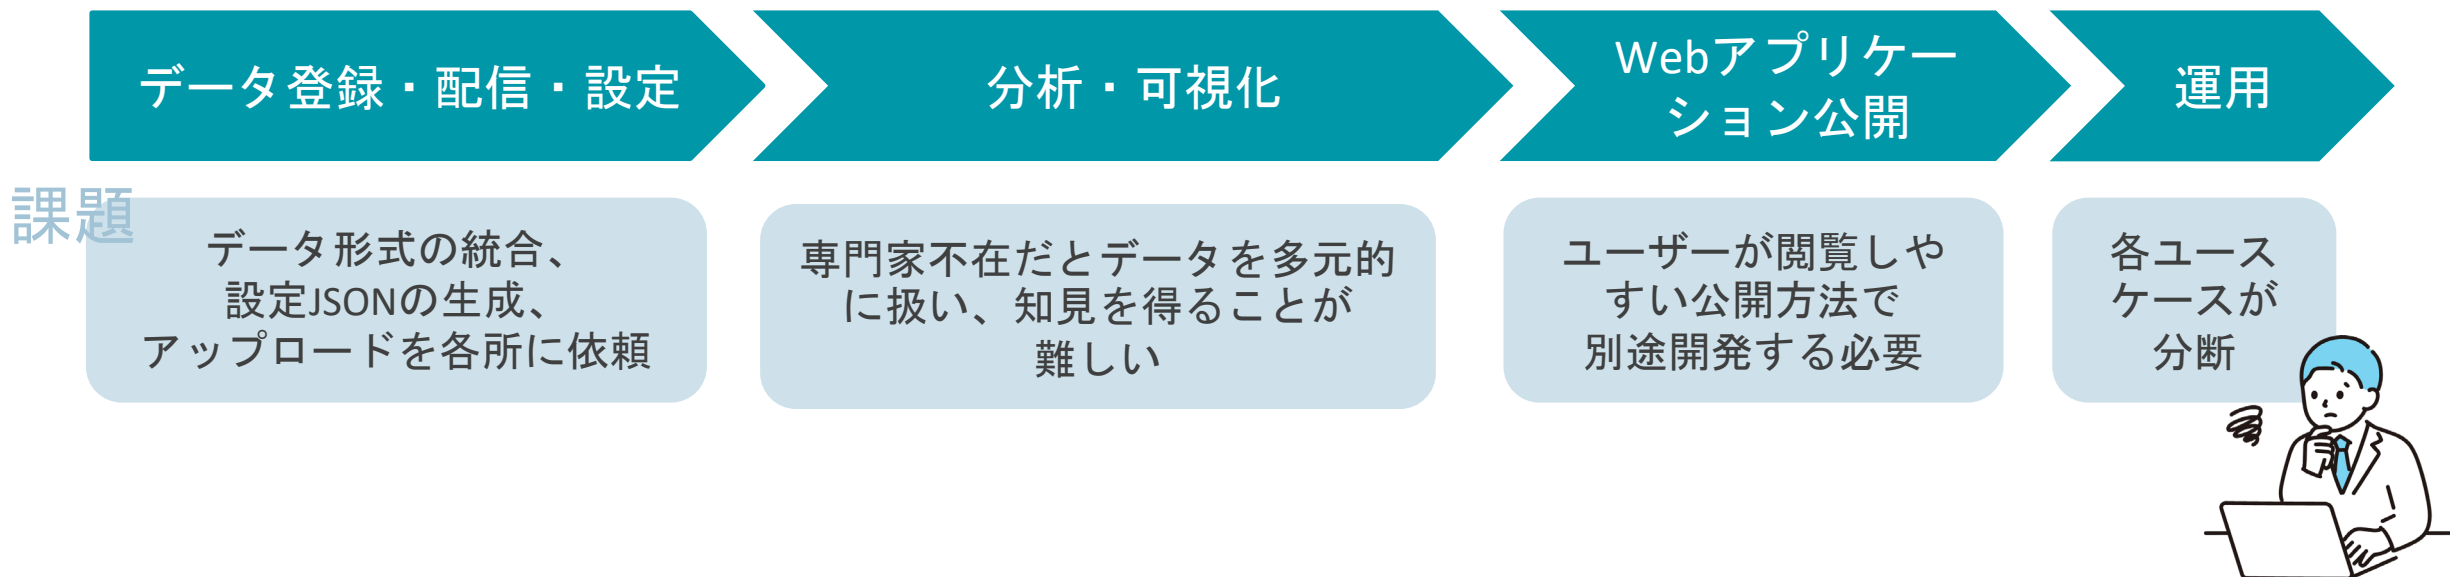 データ登録・配信・設定
分析・可視化
Webアプリケー
ション公開
運用
課題
データ形式の統合、
設定JSONの生成、
アップロードを各所に依頼
専門家不在だとデータを多元的
に扱い、知見を得ることが
難しい
ユーザーが閲覧しや
すい公開方法で
別途開発する必要
各ユース
ケースが
分断